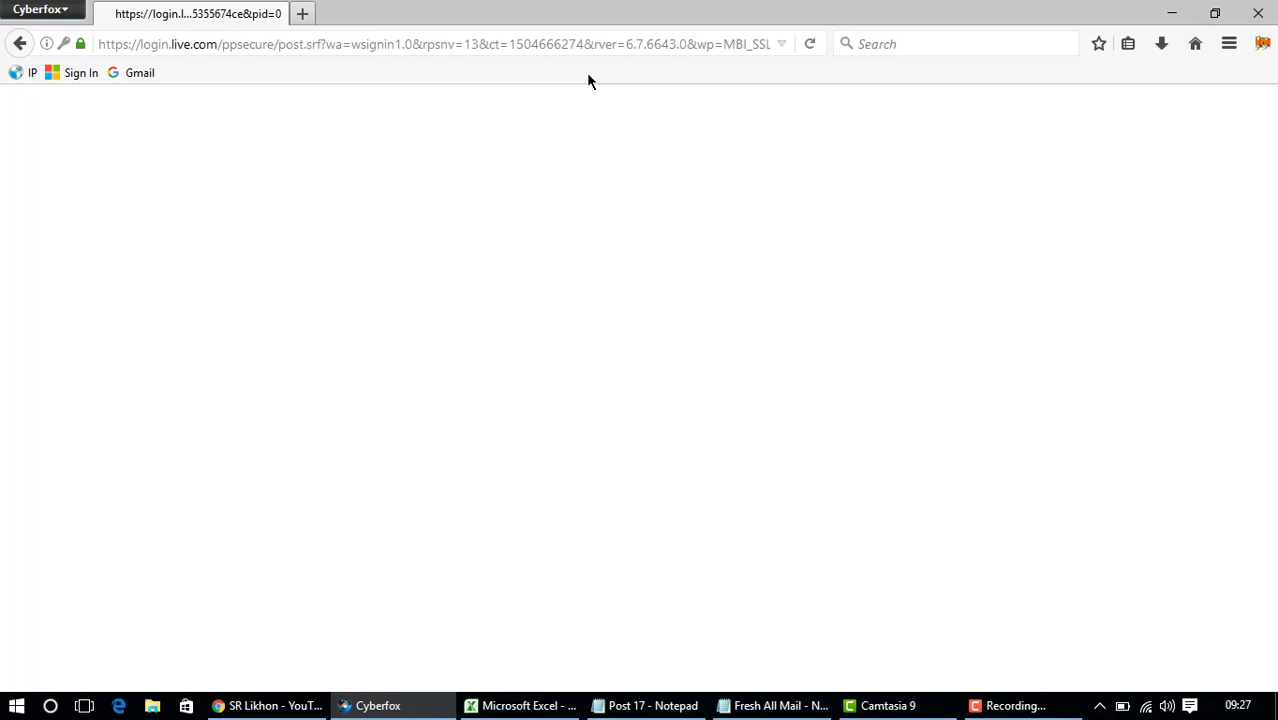 Cyberfox
https://login.l...5355674ce&pid=0
https://login.live.com/ppsecure/post.srf?wa=wsignin1.0&rpsnv=13&ct=1504666274&rver=6.7.6643.0&wp=MBI_SSL
Search
IP Sign In Gmail
SR Likhon - YouT... Cyberfox Microsoft Excel - ... Post 17 - Notepad Fresh All Mail - N... Camtasia 9 Recording... 09:27